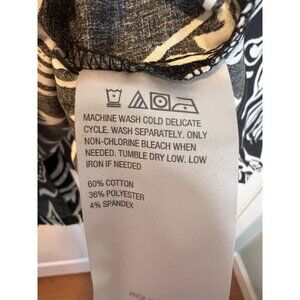 MACHINE WASH COLD DELICATE
CYCLE. WASH SEPARATELY. ONLY
NON-CHLORINE BLEACH WHEN
NEEDED. TUMBLE DRY LOW. LOW
IRON IF NEEDED
60% COTTON
36% POLYESTER
4% SPANDEX